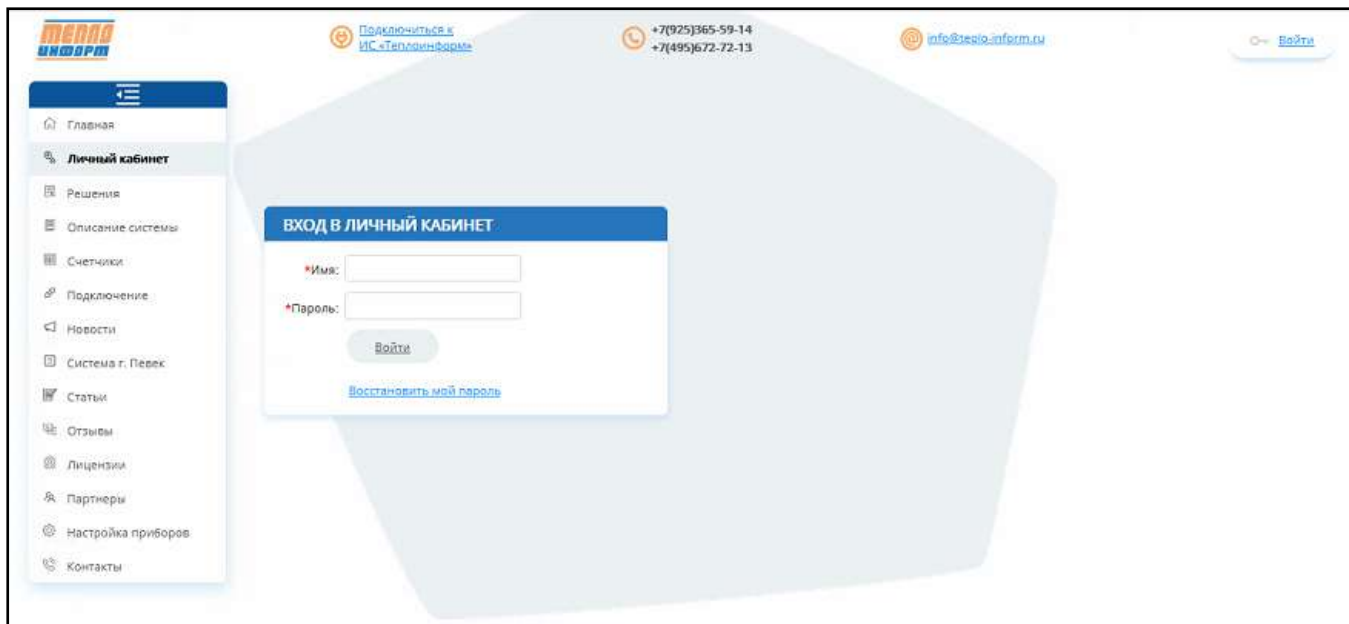 ТЕПЛО
ИНФОРМ
Подключиться к
ИС «Теплоинформ»
+7(925)365-59-14
+7(495)672-72-13
info@teplo-inform.ru
Войти
Главная
Личный кабинет
Решения
Описание системы
Счетчики
Подключение
Новости
Система г. Певек
Статьи
Отзывы
Лицензии
Партнеры
Настройка приборов
Контакты
ВХОД В ЛИЧНЫЙ КАБИНЕТ
*Имя:
*Пароль:
Войти
Восстановить мой пароль